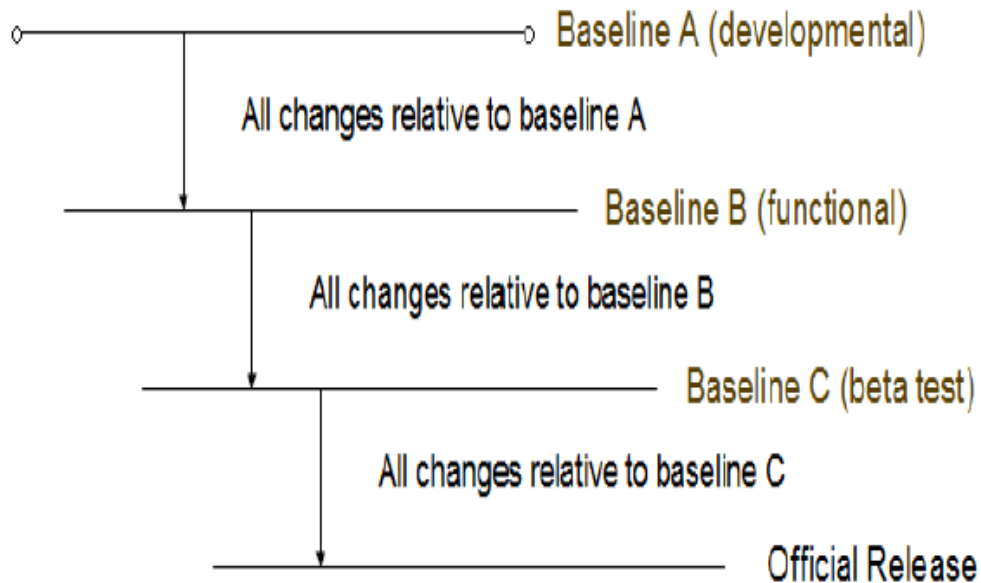 Baseline A (developmental)
All changes relative to baseline A
Baseline B (functional)
All changes relative to baseline B
Baseline C (beta test)
All changes relative to baseline C
Official Release